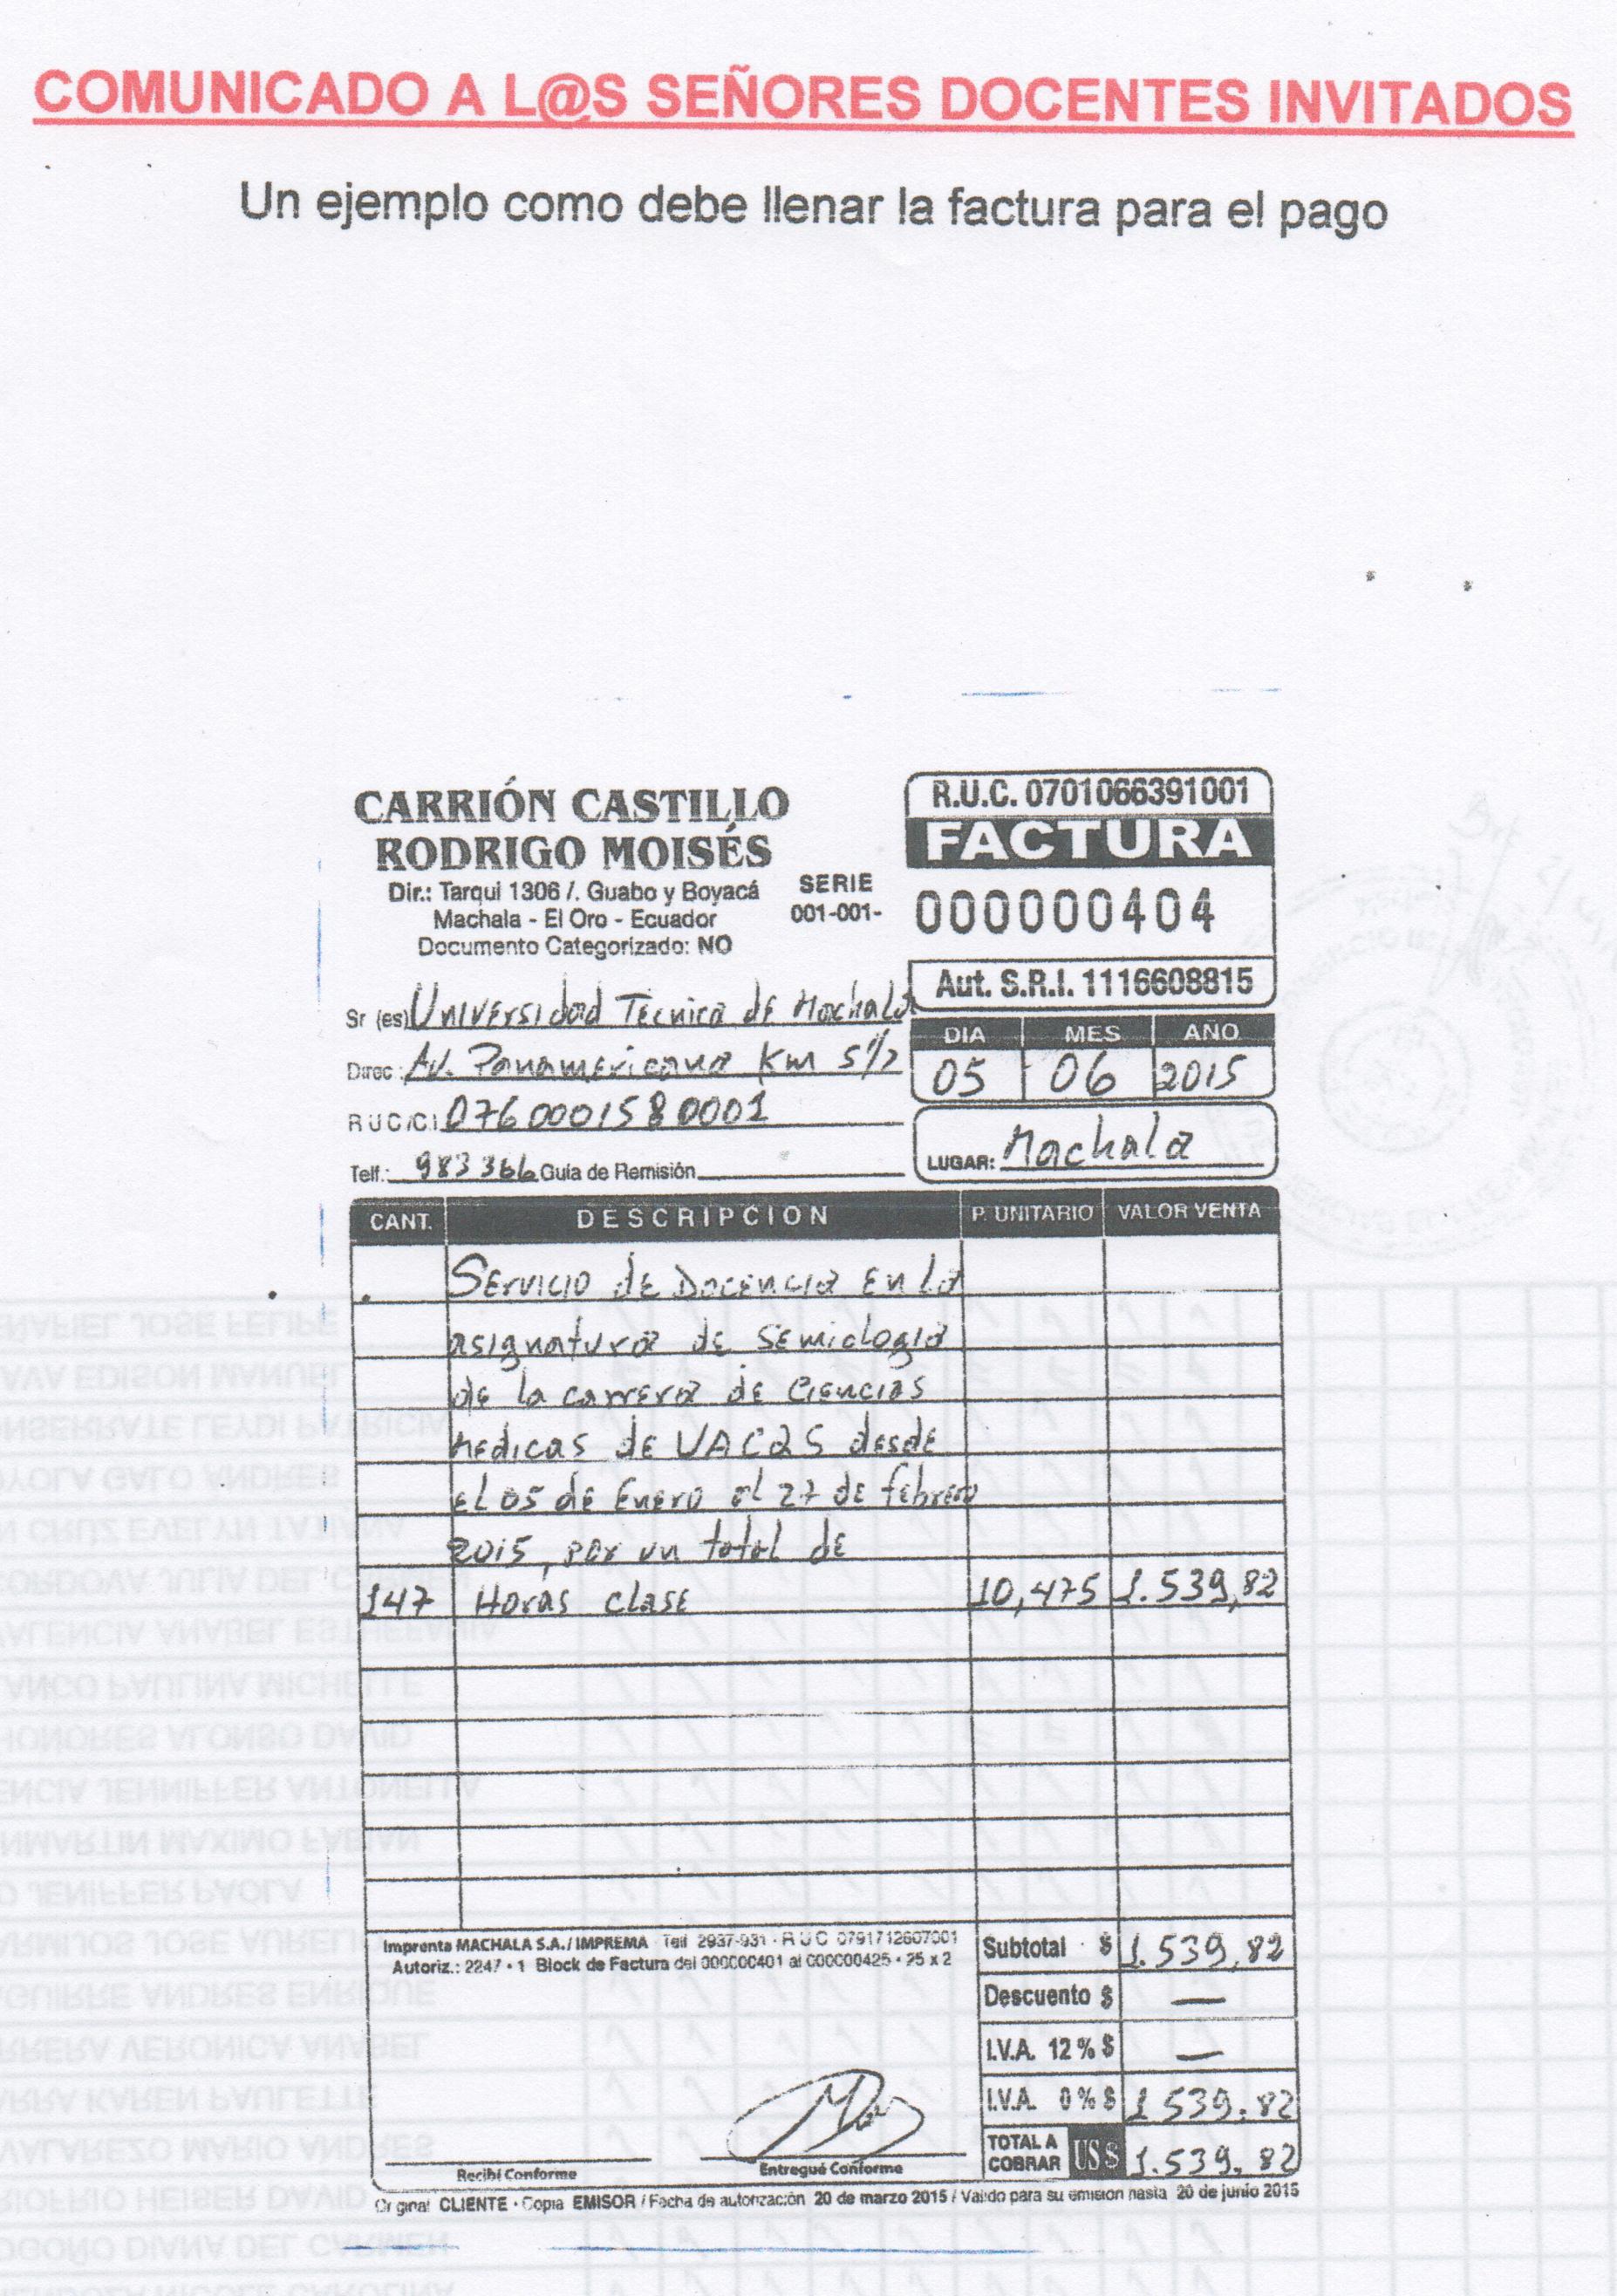 COMUNICADO A L@S SEÑORES DOCENTES INVITADOS
Un ejemplo como debe llenar la factura para el pago
CARRIÓN CASTILLO
RODRIGO MOISÉS
Dir.: Tarqui 1306 /. Guabo y Boyacá
Machala - El Oro - Ecuador
Documento Categorizado: NO
SERIE
001-001-
R.U.C. 0701066391001
FACTURA
000000404
Aut. S.R.I. 1116608815
Sr (es) Universidad Tecnica de Machala
Direc : Av. Panamericana Km 5 1/2
R U C /C.I. 0760001580001
Telf.: 983366 Guía de Remisión
DIA MES AÑO
05 06 2015
LUGAR: Machala
CANT. DESCRIPCION P. UNITARIO VALOR VENTA
Servicio de Docencia en la
asignatura de Semiologia
de la carrera de Ciencias
Medicas de UACQS desde
el 05 de Enero al 27 de febrero
2015, por un total de
147 Horas clase 10,475 1.539,82
Imprenta MACHALA S.A. / IMPREMA · Telf 2937-931 · R U C 0791712607001
Autoriz.: 2247 • 1 Block de Factura del 000000401 al 000000425 • 25 x 2
Subtotal $ 1.539,82
Descuento $ —
I.V.A. 12 % $ —
I.V.A. 0 % $ 1539.82
TOTAL A COBRAR US $ 1.539.82
Recibí Conforme
Entregué Conforme
Original CLIENTE · Copia EMISOR / Fecha de autorización 20 de marzo 2015 / Valido para su emision hasta 20 de junio 2015